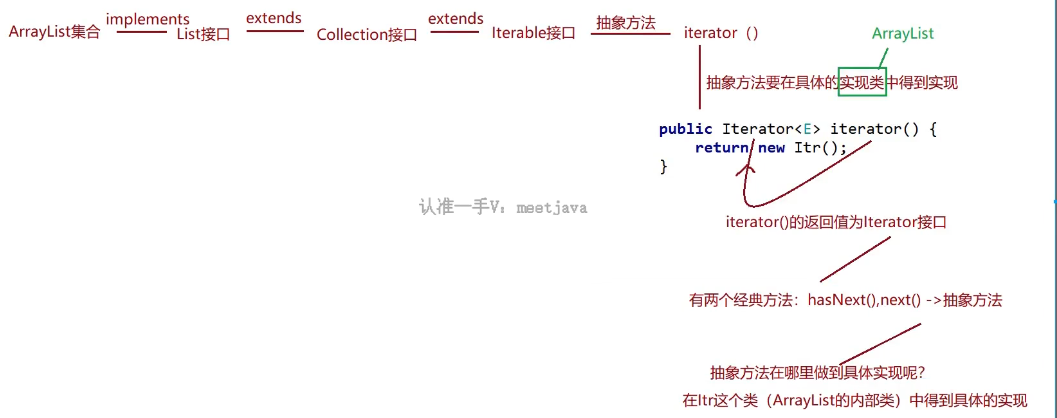 ArrayList集合 implements List接口 extends Collection接口 extends Iterable接口 抽象方法 iterator（）
ArrayList
抽象方法要在具体的实现类中得到实现
public Iterator<E> iterator() {
return new Itr();
}
认准一手V：meetjava
iterator()的返回值为Iterator接口
有两个经典方法：hasNext(),next() ->抽象方法
抽象方法在哪里做到具体实现呢？
在Itr这个类（ArrayList的内部类）中得到具体的实现